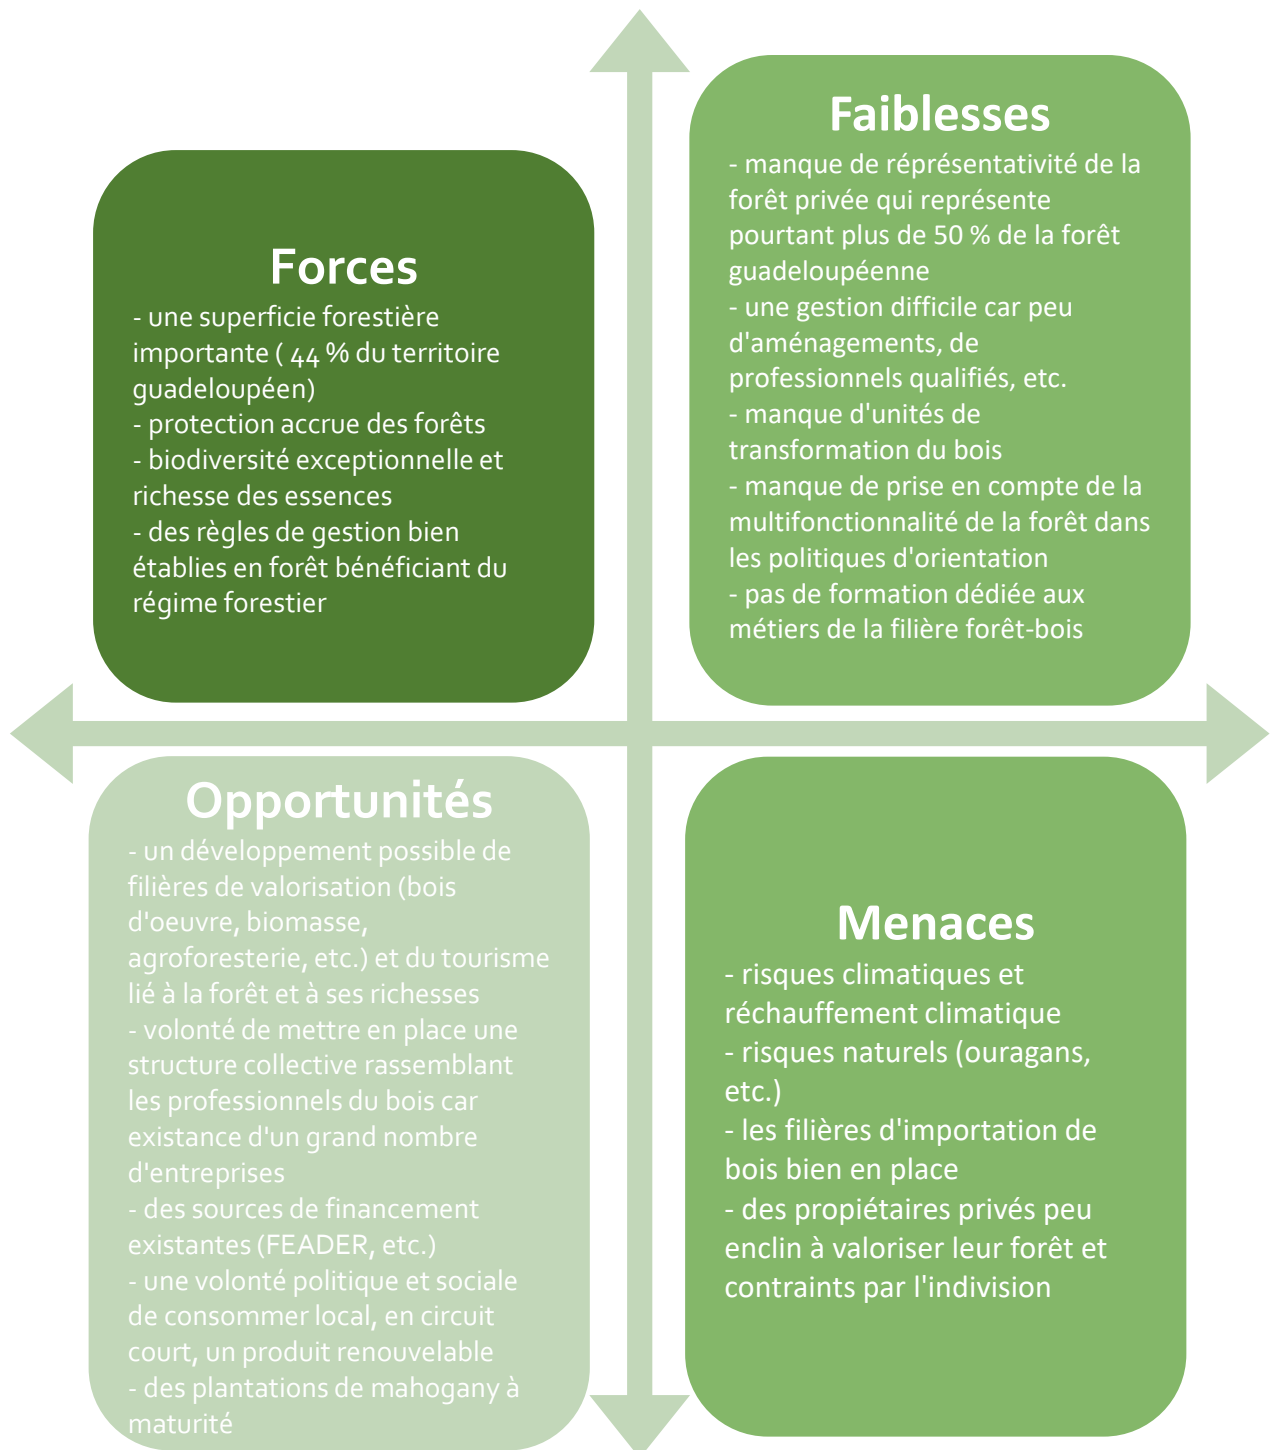 Forces
- une superficie forestière
importante ( 44 % du territoire
guadeloupéen)
- protection accrue des forêts
- biodiversité exceptionnelle et
richesse des essences
- des règles de gestion bien
établies en forêt bénéficiant du
régime forestier
Faiblesses
- manque de réprésentativité de la
forêt privée qui représente
pourtant plus de 50 % de la forêt
guadeloupéenne
- une gestion difficile car peu
d'aménagements, de
professionnels qualifiés, etc.
- manque d'unités de
transformation du bois
- manque de prise en compte de la
multifonctionnalité de la forêt dans
les politiques d'orientation
- pas de formation dédiée aux
métiers de la filière forêt-bois
Opportunités
- un développement possible de
filières de valorisation (bois
d'oeuvre, biomasse,
agroforesterie, etc.) et du tourisme
lié à la forêt et à ses richesses
- volonté de mettre en place une
structure collective rassemblant
les professionnels du bois car
existance d'un grand nombre
d'entreprises
- des sources de financement
existantes (FEADER, etc.)
- une volonté politique et sociale
de consommer local, en circuit
court, un produit renouvelable
- des plantations de mahogany à
maturité
Menaces
- risques climatiques et
réchauffement climatique
- risques naturels (ouragans,
etc.)
- les filières d'importation de
bois bien en place
- des propiétaires privés peu
enclin à valoriser leur forêt et
contraints par l'indivision